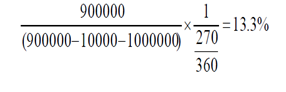 900000 / (900000−10000−1000000) × 1 / (270 / 360) = 13.3%